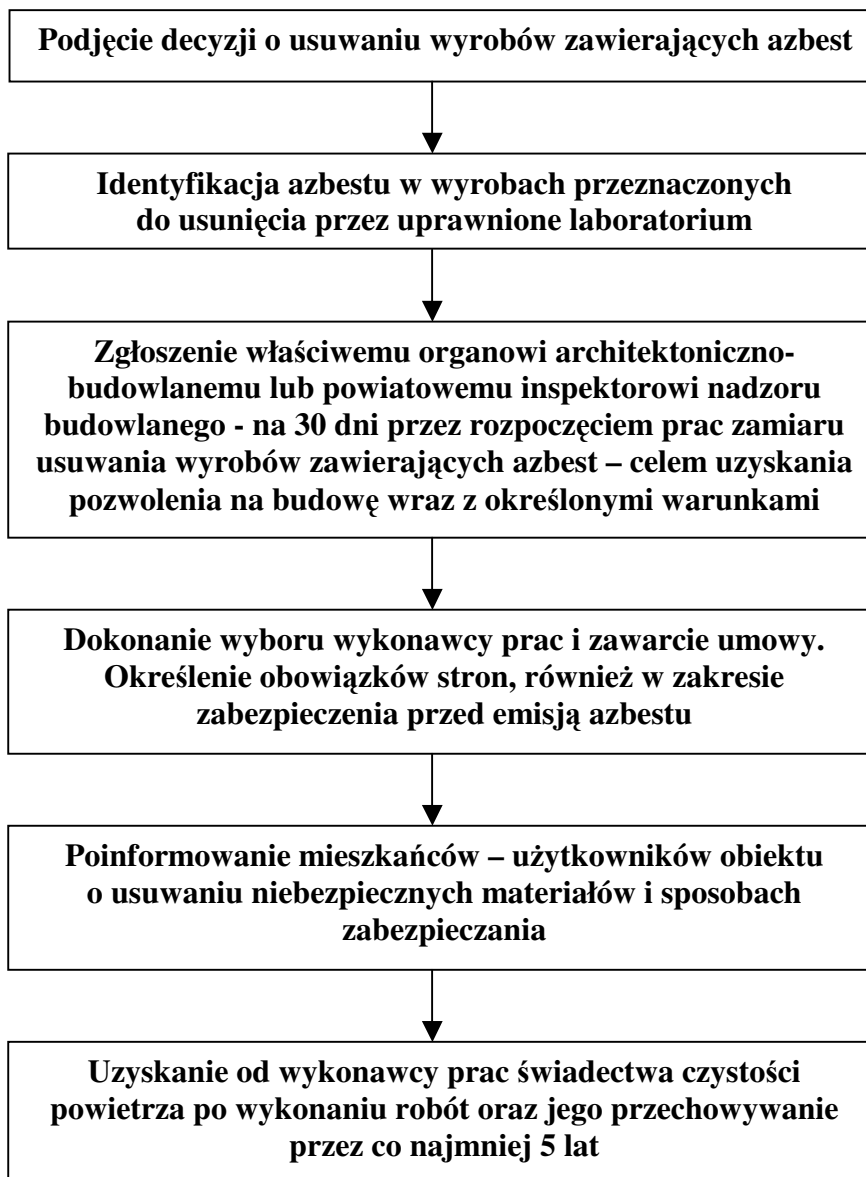 Podjęcie decyzji o usuwaniu wyrobów zawierających azbest
Identyfikacja azbestu w wyrobach przeznaczonych
do usunięcia przez uprawnione laboratorium
Zgłoszenie właściwemu organowi architektoniczno-
budowlanemu lub powiatowemu inspektorowi nadzoru
budowlanego - na 30 dni przez rozpoczęciem prac zamiaru
usuwania wyrobów zawierających azbest – celem uzyskania
pozwolenia na budowę wraz z określonymi warunkami
Dokonanie wyboru wykonawcy prac i zawarcie umowy.
Określenie obowiązków stron, również w zakresie
zabezpieczenia przed emisją azbestu
Poinformowanie mieszkańców – użytkowników obiektu
o usuwaniu niebezpiecznych materiałów i sposobach
zabezpieczania
Uzyskanie od wykonawcy prac świadectwa czystości
powietrza po wykonaniu robót oraz jego przechowywanie
przez co najmniej 5 lat